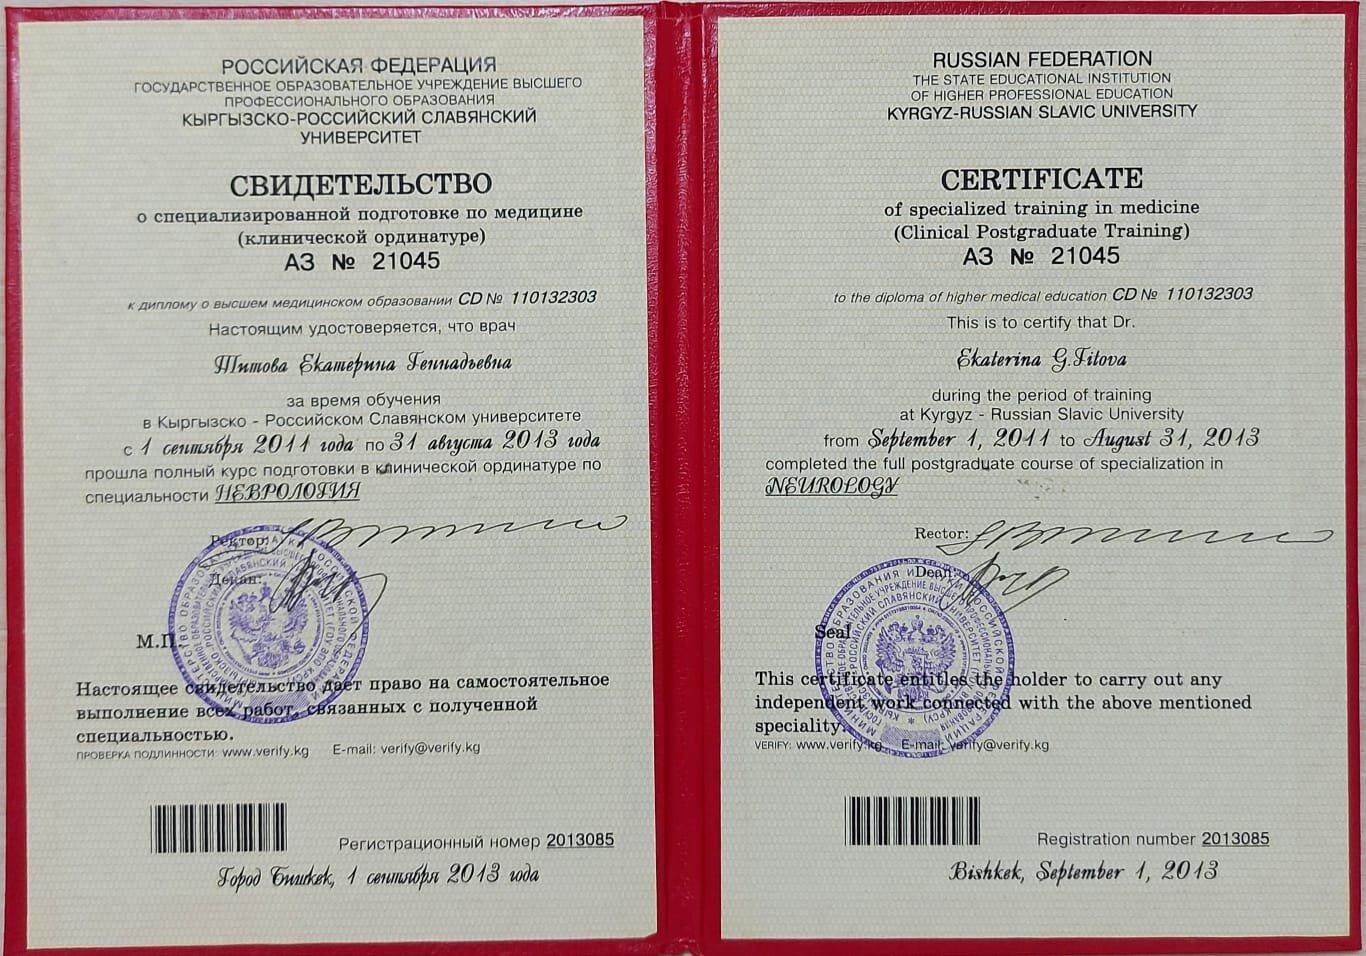 РОССИЙСКАЯ ФЕДЕРАЦИЯ
ГОСУДАРСТВЕННОЕ ОБРАЗОВАТЕЛЬНОЕ УЧРЕЖДЕНИЕ ВЫСШЕГО
ПРОФЕССИОНАЛЬНОГО ОБРАЗОВАНИЯ
КЫРГЫЗСКО-РОССИЙСКИЙ СЛАВЯНСКИЙ
УНИВЕРСИТЕТ
СВИДЕТЕЛЬСТВО
о специализированной подготовке по медицине
(клинической ординатуре)
АЗ № 21045
к диплому о высшем медицинском образовании CD № 110132303
Настоящим удостоверяется, что врач
Титова Екатерина Геннадьевна
за время обучения
в Кыргызско - Российском Славянском университете
с 1 сентября 2011 года по 31 августа 2013 года
прошла полный курс подготовки в клинической ординатуре по
специальности НЕВРОЛОГИЯ
Ректор:
Декан:
М.П.
Настоящее свидетельство дает право на самостоятельное
выполнение всех работ, связанных с полученной
специальностью.
ПРОВЕРКА ПОДЛИННОСТИ: www.verify.kg E-mail: verify@verify.kg
Регистрационный номер 2013085
Город Бишкек, 1 сентября 2013 года
RUSSIAN FEDERATION
THE STATE EDUCATIONAL INSTITUTION
OF HIGHER PROFESSIONAL EDUCATION
KYRGYZ-RUSSIAN SLAVIC UNIVERSITY
CERTIFICATE
of specialized training in medicine
(Clinical Postgraduate Training)
АЗ № 21045
to the diploma of higher medical education CD № 110132303
This is to certify that Dr.
Ekaterina G.Titova
during the period of training
at Kyrgyz - Russian Slavic University
from September 1, 2011 to August 31, 2013
completed the full postgraduate course of specialization in
NEUROLOGY
Rector:
Dean:
Seal
This certificate entitles the holder to carry out any
independent work connected with the above mentioned
speciality.
VERIFY: www.verify.kg E-mail: verify@verify.kg
Registration number 2013085
Bishkek, September 1, 2013